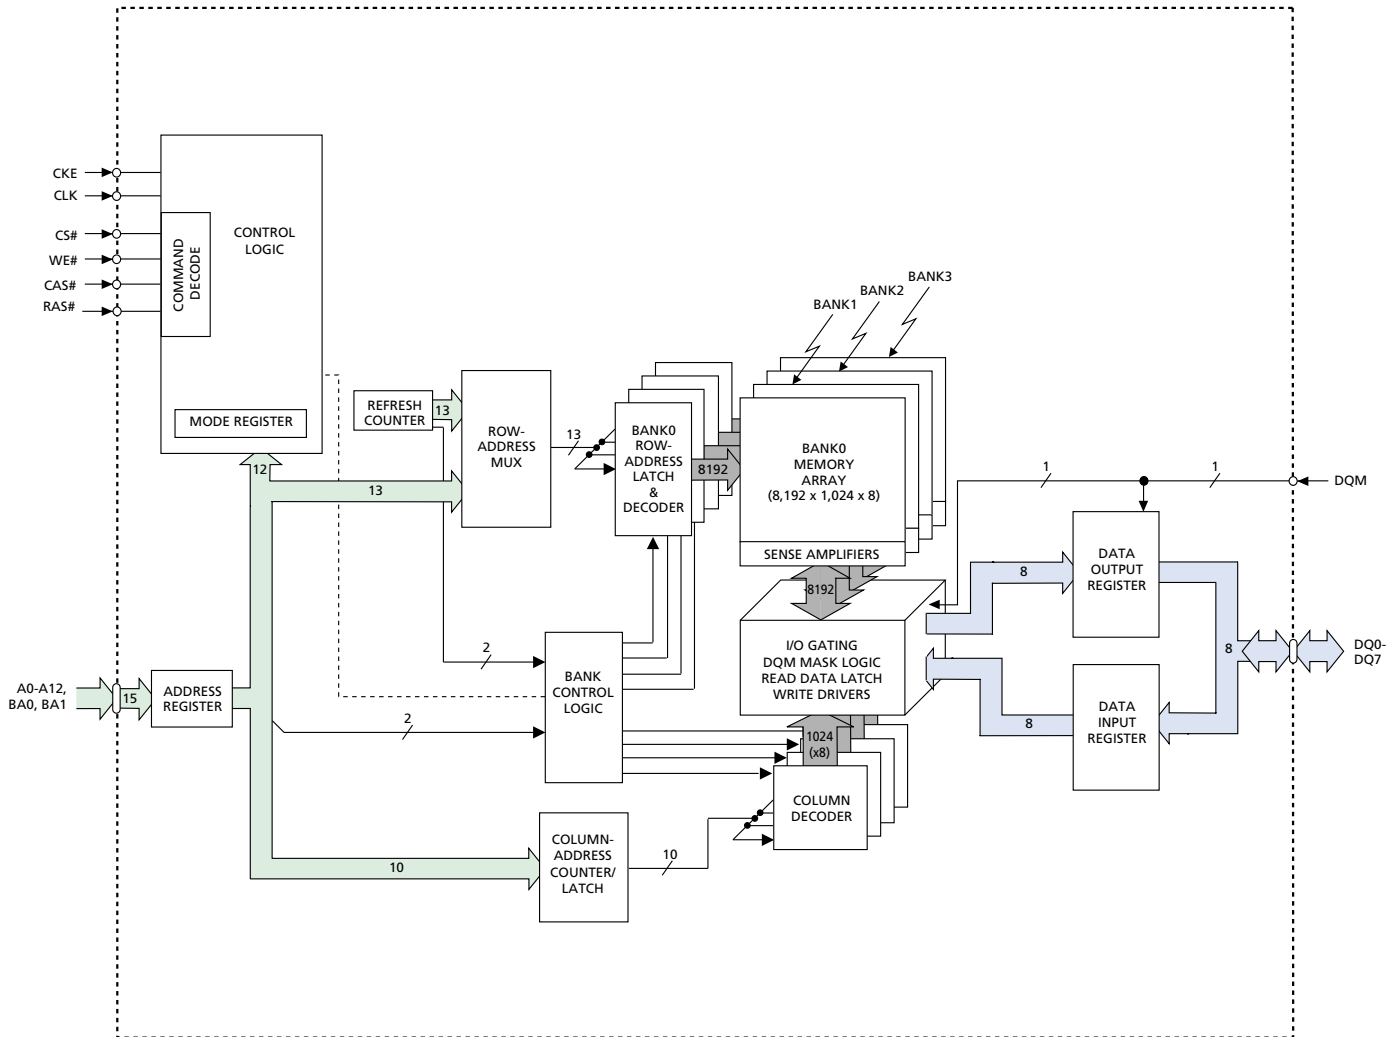 CKE
CLK
CS#
WE#
CAS#
RAS#
COMMAND
DECODE
CONTROL
LOGIC
MODE REGISTER
12
REFRESH
COUNTER
13
ROW-
ADDRESS
MUX
13
13
BANK0
ROW-
ADDRESS
LATCH
&
DECODER
8192
BANK1
BANK2
BANK3
BANK0
MEMORY
ARRAY
(8,192 x 1,024 x 8)
SENSE AMPLIFIERS
8192
I/O GATING
DQM MASK LOGIC
READ DATA LATCH
WRITE DRIVERS
1
1
DQM
DATA
OUTPUT
REGISTER
8
8
DQ0-
DQ7
DATA
INPUT
REGISTER
8
A0-A12,
BA0, BA1
15
ADDRESS
REGISTER
2
2
BANK
CONTROL
LOGIC
1024
(x8)
COLUMN
DECODER
10
COLUMN-
ADDRESS
COUNTER/
LATCH
10